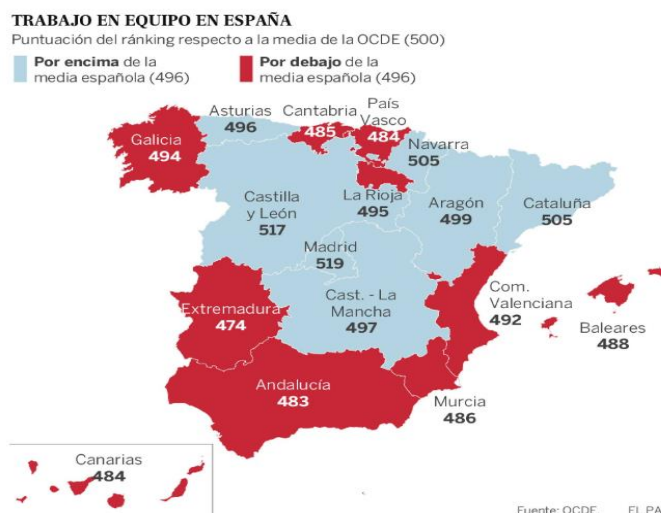 TRABAJO EN EQUIPO EN ESPAÑA
Puntuación del ránking respecto a la media de la OCDE (500)
Por encima de la
media española (496)
Por debajo de la
media española (496)
Asturias
496
Cantabria
485
País
Vasco
484
Galicia
494
Navarra
505
Castilla
y León
517
La Rioja
495
Aragón
499
Cataluña
505
Madrid
519
Cast. - La
Mancha
497
Extremadura
474
Com.
Valenciana
492
Baleares
488
Andalucía
483
Murcia
486
Canarias
484
Fuente: OCDE. EL PA